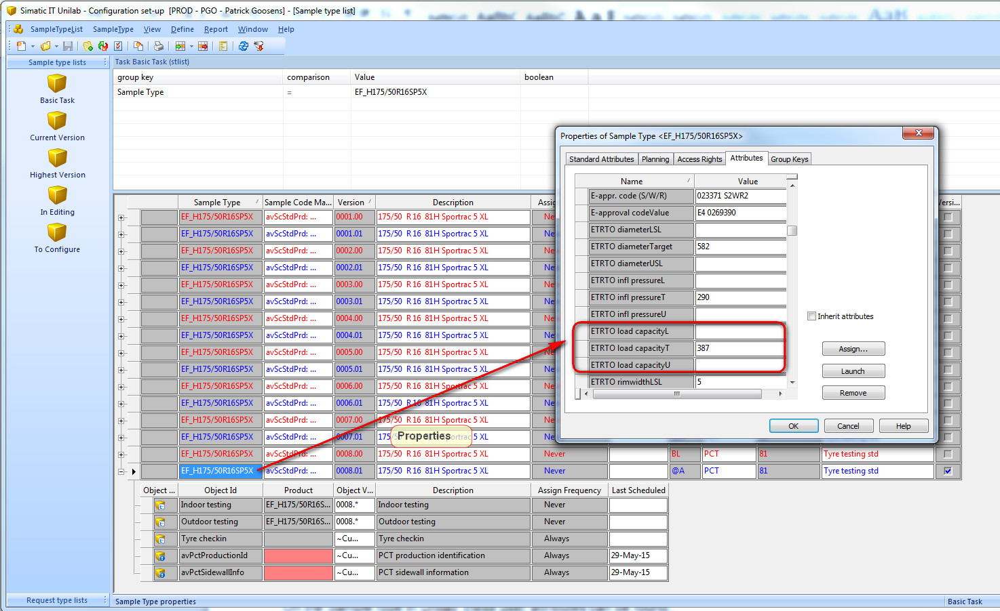 Simatic IT Unilab - Configuration set-up [PROD - PGO - Patrick Goosens] - [Sample type list]
SampleTypeList SampleType View Define Report Window Help
Sample type lists
Basic Task
Current Version
Highest Version
In Editing
To Configure
Request type lists
Task Basic Task (stlist)
group key comparison Value boolean
Sample Type = EF_H175/50R16SP5X
Sample Type Sample Code Ma... Version Description Assig ersi...
EF_H175/50R16SP5X avScStdPrd: ... 0001.00 175/50 R 16 81H Sportrac 5 XL Ne
EF_H175/50R16SP5X avScStdPrd: ... 0001.01 175/50 R 16 81H Sportrac 5 XL Ne
EF_H175/50R16SP5X avScStdPrd: ... 0002.00 175/50 R 16 81H Sportrac 5 XL Ne
EF_H175/50R16SP5X avScStdPrd: ... 0002.01 175/50 R 16 81H Sportrac 5 XL Ne
EF_H175/50R16SP5X avScStdPrd: ... 0003.00 175/50 R 16 81H Sportrac 5 XL Ne
EF_H175/50R16SP5X avScStdPrd: ... 0003.01 175/50 R 16 81H Sportrac 5 XL Ne
EF_H175/50R16SP5X avScStdPrd: ... 0004.00 175/50 R 16 81H Sportrac 5 XL Ne
EF_H175/50R16SP5X avScStdPrd: ... 0004.01 175/50 R 16 81H Sportrac 5 XL Ne
EF_H175/50R16SP5X avScStdPrd: ... 0005.00 175/50 R 16 81H Sportrac 5 XL Ne
EF_H175/50R16SP5X avScStdPrd: ... 0005.01 175/50 R 16 81H Sportrac 5 XL Ne
EF_H175/50R16SP5X avScStdPrd: ... 0006.00 175/50 R 16 81H Sportrac 5 XL Ne
EF_H175/50R16SP5X avScStdPrd: ... 0006.01 175/50 R 16 81H Sportrac 5 XL Ne
EF_H175/50R16SP5X avScStdPrd: ... 0007.00 175/50 R 16 81H Sportrac 5 XL Ne
EF_H175/50R16SP5X avScStdPrd: ... 0007.01 175/50 R 16 81H Sportrac 5 XL Ne
Properties
EF_H175/50R16SP5X avScStdPrd: ... 0008.00 175/50 R 16 81H Sportrac 5 XL Never BL PCT 81 Tyre testing std
EF_H175/50R16SP5X avScStdPrd: ... 0008.01 175/50 R 16 81H Sportrac 5 XL Never @A PCT 81 Tyre testing std
Object ... Object Id Product Object V... Description Assign Frequency Last Scheduled
Indoor testing EF_H175/50R16S... 0008.* Indoor testing Never
Outdoor testing EF_H175/50R16S... 0008.* Outdoor testing Never
Tyre checkin ~Cu... Tyre checkin Always
avPctProductionId ~Cu... PCT production identification Always 29-May-15
avPctSidewallInfo ~Cu... PCT sidewall information Always 29-May-15
Properties of Sample Type <EF_H175/50R16SP5X>
Standard Attributes Planning Access Rights Attributes Group Keys
Name Value
E-appr. code (S/W/R) 023371 S2WR2
E-approval codeValue E4 0269390
ETRTO diameterLSL
ETRTO diameterTarget 582
ETRTO diameterUSL
ETRTO infl pressureL
ETRTO infl pressureT 290
ETRTO infl pressureU
ETRTO load capacityL
ETRTO load capacityT 387
ETRTO load capacityU
ETRTO rimwidthLSL 5
Inherit attributes
Assign...
Launch
Remove
OK Cancel Help
Sample Type properties Basic Task